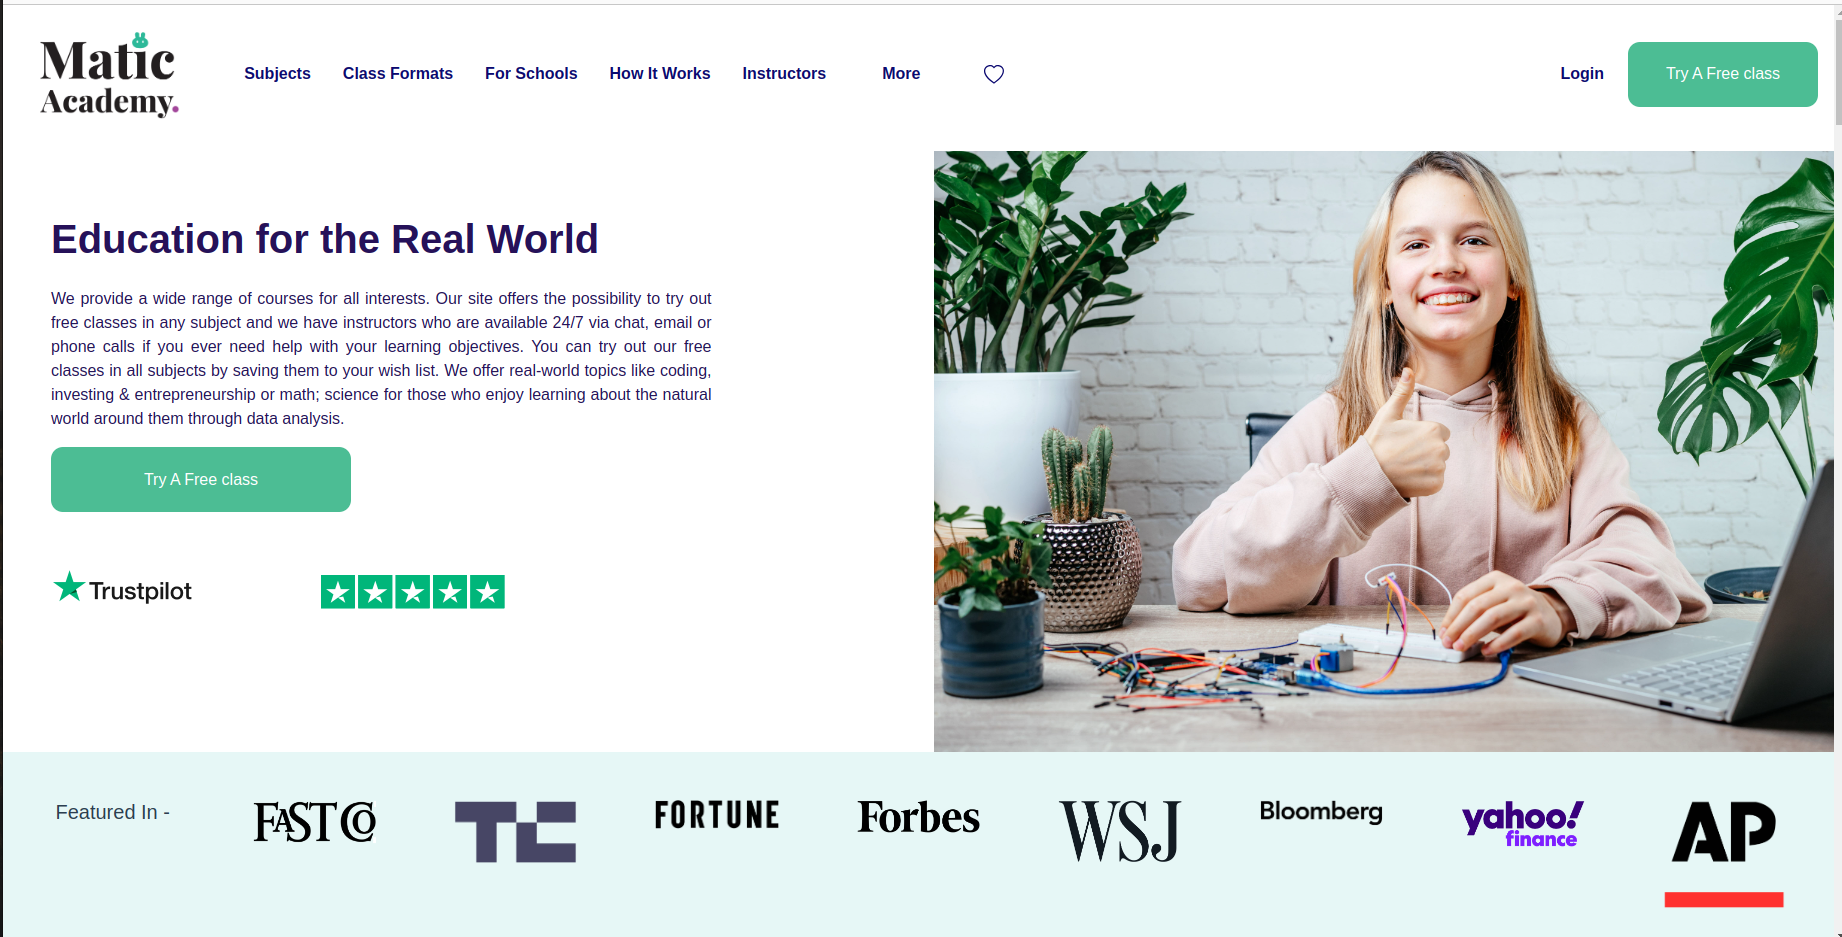 Matic
Academy.
Subjects
Class Formats
For Schools
How It Works
Instructors
More
Login
Try A Free class
Education for the Real World
We provide a wide range of courses for all interests. Our site offers the possibility to try out
free classes in any subject and we have instructors who are available 24/7 via chat, email or
phone calls if you ever need help with your learning objectives. You can try out our free
classes in all subjects by saving them to your wish list. We offer real-world topics like coding,
investing & entrepreneurship or math; science for those who enjoy learning about the natural
world around them through data analysis.
Try A Free class
Trustpilot
Featured In -
FAST CO
TC
FORTUNE
Forbes
WSJ
Bloomberg
yahoo!
finance
AP